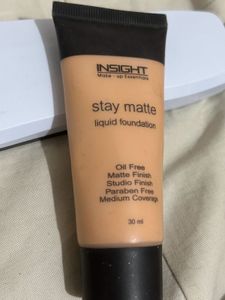 INSIGHT
Make-up Essentials
stay matte
liquid foundation
Oil Free
Matte Finish
Studio Finish
Paraben Free
Medium Coverage
30 ml